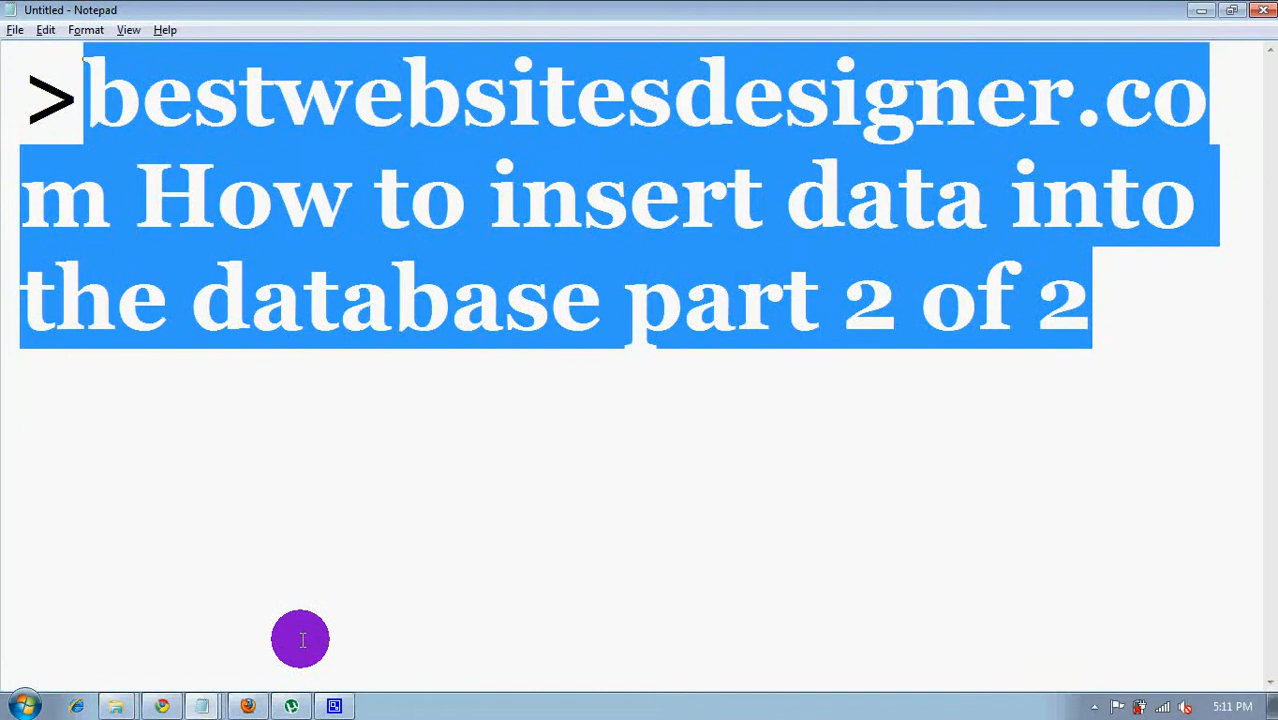 Untitled - Notepad
File Edit Format View Help
>bestwebsitesdesigner.co
m How to insert data into
the database part 2 of 2
5:11 PM